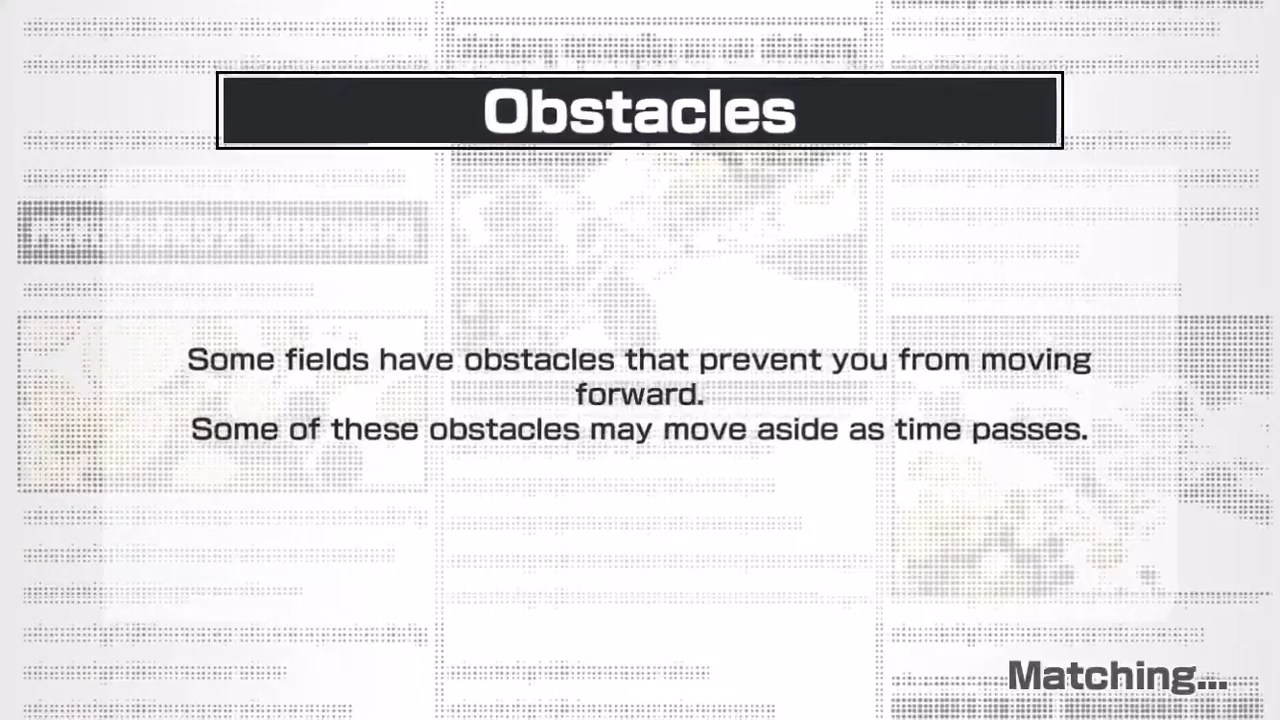 Obstacles
Some fields have obstacles that prevent you from moving
forward.
Some of these obstacles may move aside as time passes.
Matching...